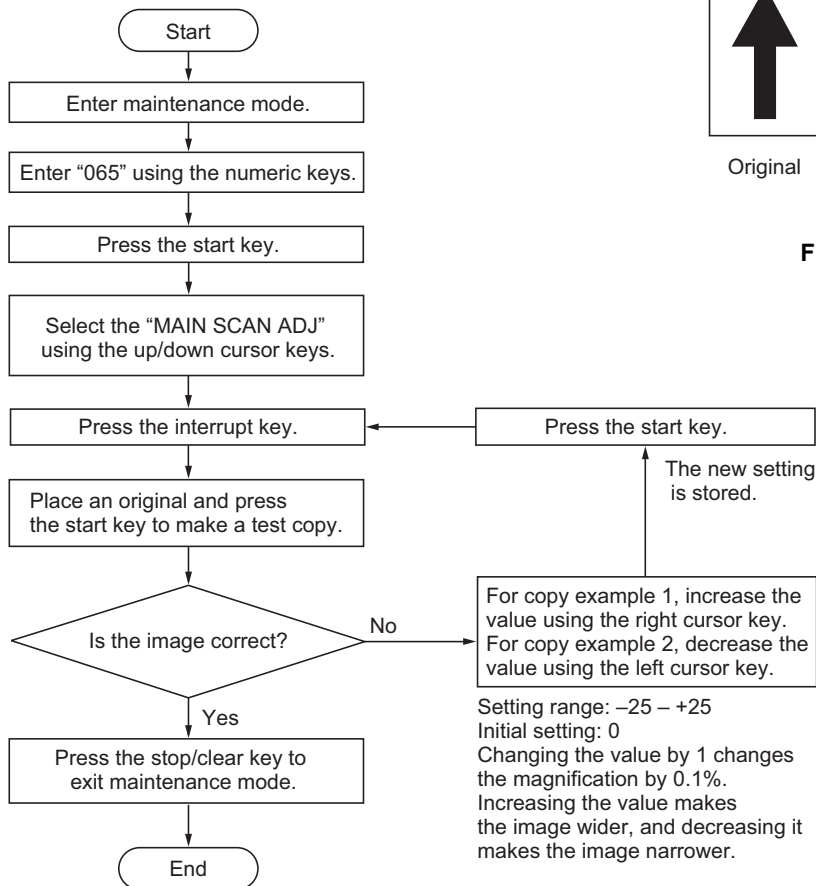 Start
Enter maintenance mode.
Enter “065” using the numeric keys.
Press the start key.
Select the “MAIN SCAN ADJ”
using the up/down cursor keys.
Press the interrupt key.
Place an original and press
the start key to make a test copy.
Is the image correct?
No
Yes
Press the stop/clear key to
exit maintenance mode.
End
Original
F
Press the start key.
The new setting
is stored.
For copy example 1, increase the
value using the right cursor key.
For copy example 2, decrease the
value using the left cursor key.
Setting range: –25 – +25
Initial setting: 0
Changing the value by 1 changes
the magnification by 0.1%.
Increasing the value makes
the image wider, and decreasing it
makes the image narrower.